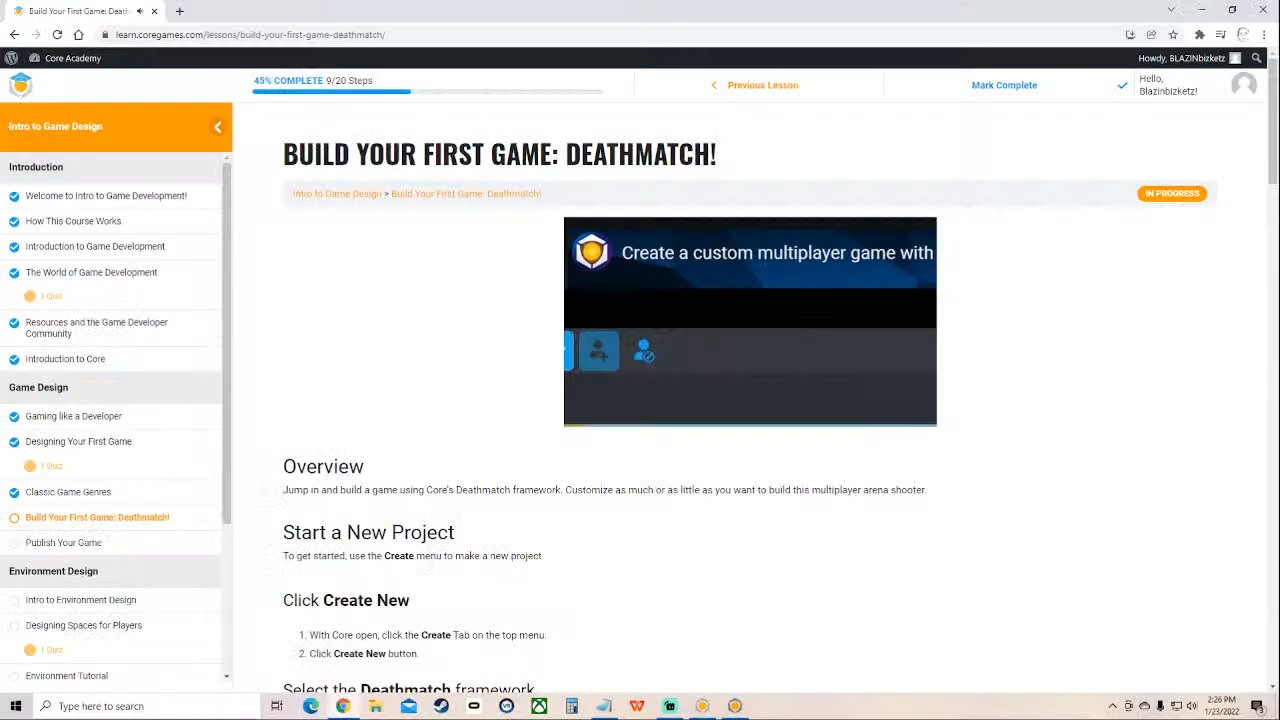 Build Your First Game: Death
learn.coregames.com/lessons/build-your-first-game-deathmatch/
Core Academy
Howdy, BLAZINbizketz
45% COMPLETE 9/20 Steps
Previous Lesson
Mark Complete
Hello,
Blazinbizketz!
Intro to Game Design
Introduction
Welcome to Intro to Game Development!
How This Course Works
Introduction to Game Development
The World of Game Development
1 Quiz
Resources and the Game Developer
Community
Introduction to Core
Game Design
Gaming like a Developer
Designing Your First Game
1 Quiz
Classic Game Genres
Build Your First Game: Deathmatch!
Publish Your Game
Environment Design
Intro to Environment Design
Designing Spaces for Players
1 Quiz
Environment Tutorial
BUILD YOUR FIRST GAME: DEATHMATCH!
Intro to Game Design > Build Your First Game: Deathmatch!
IN PROGRESS
Create a custom multiplayer game with
Overview
Jump in and build a game using Core's Deathmatch framework. Customize as much or as little as you want to build this multiplayer arena shooter.
Start a New Project
To get started, use the Create menu to make a new project
Click Create New
1. With Core open, click the Create Tab on the top menu.
2. Click Create New button.
Select the Deathmatch framework
Type here to search
2:26 PM
1/23/2022
3